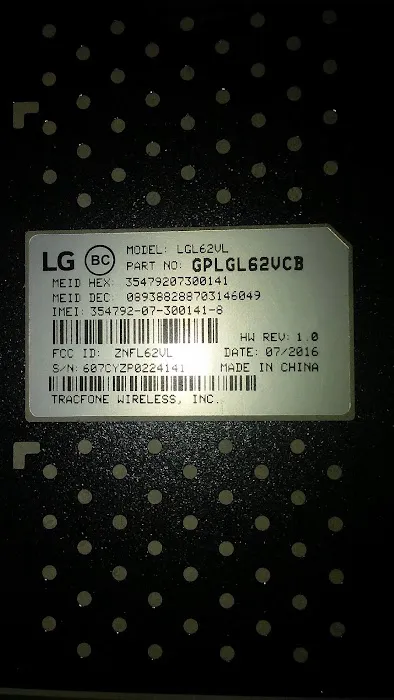 LG BC MODEL: LGL62VL
PART NO: GPLGL62VCB
MEID HEX: 35479207300141
MEID DEC: 089388288703146049
IMEI: 354792-07-300141-8
HW REV: 1.0
FCC ID: ZNFL62VL DATE: 07/2016
S/N: 607CYZP0224141 MADE IN CHINA
TRACFONE WIRELESS, INC.